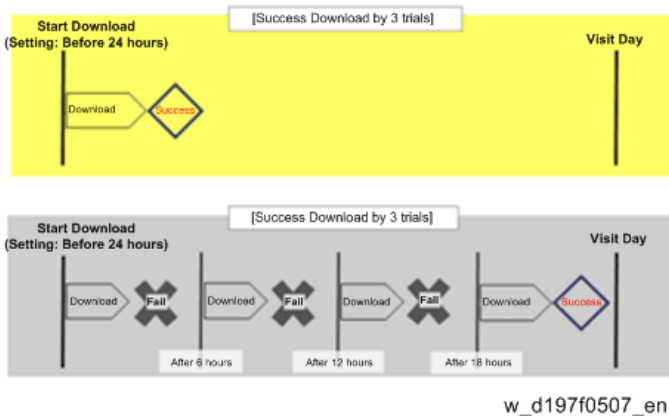 [Success Download by 3 trials]
Start Download
(Setting: Before 24 hours)
Visit Day
Download
Success
[Success Download by 3 trials]
Start Download
(Setting: Before 24 hours)
Visit Day
Download
Fail
Download
Fail
Download
Fail
Download
Success
After 6 hours
After 12 hours
After 18 hours
w_d197f0507_en